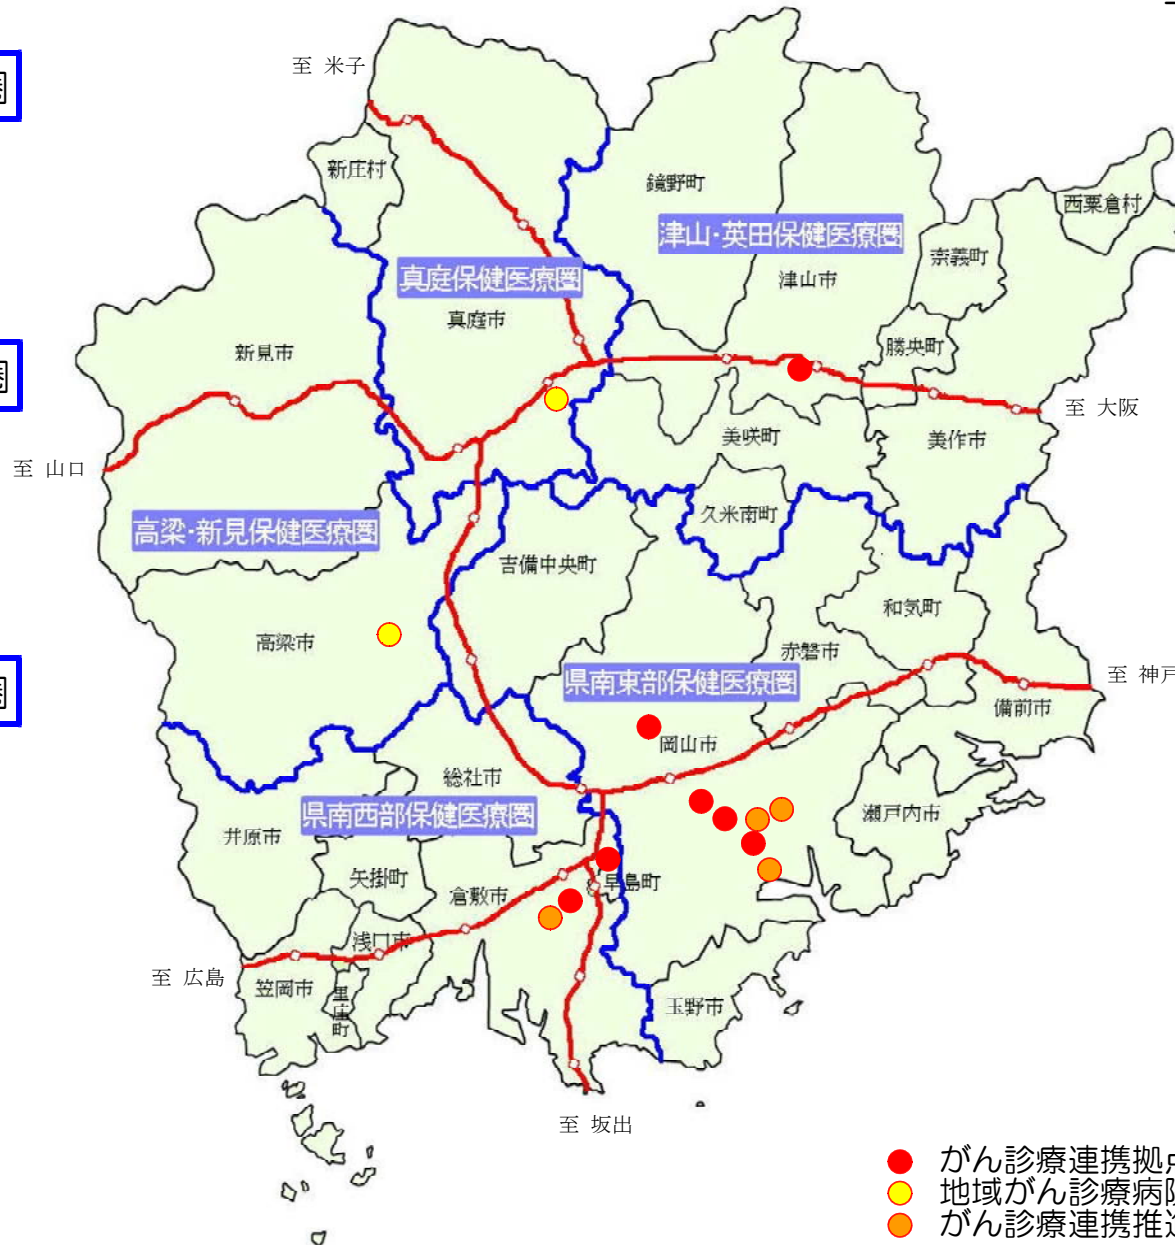 圏
圏
圏
至 米子
新庄村
鏡野町
西粟倉村
津山・英田保健医療圏
奈義町
真庭保健医療圏
津山市
真庭市
新見市
勝央町
至 大阪
美咲町
美作市
至 山口
久米南町
高梁・新見保健医療圏
吉備中央町
和気町
高梁市
赤磐市
県南東部保健医療圏
至 神戸
備前市
岡山市
総社市
県南西部保健医療圏
瀬戸内市
井原市
矢掛町
早島町
倉敷市
浅口市
至 広島
笠岡市
里庄町
玉野市
至 坂出
がん診療連携拠点
地域がん診療病院
がん診療連携推進